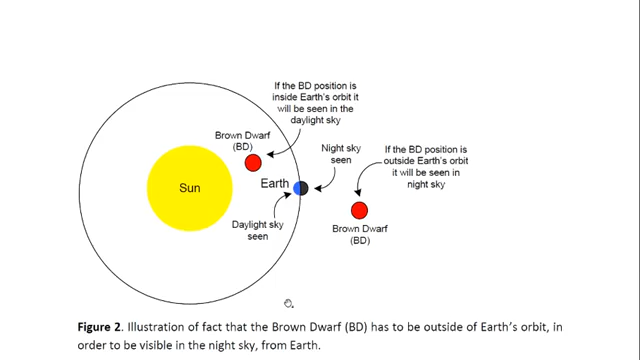 If the BD position is
inside Earth's orbit it
will be seen in the
daylight sky
Brown Dwarf
(BD)
Night sky
seen
If the BD position is
outside Earth's orbit
it will be seen in
night sky
Sun
Earth
Daylight sky
seen
Brown Dwarf
(BD)
Figure 2. Illustration of fact that the Brown Dwarf (BD) has to be outside of Earth's orbit, in
order to be visible in the night sky, from Earth.